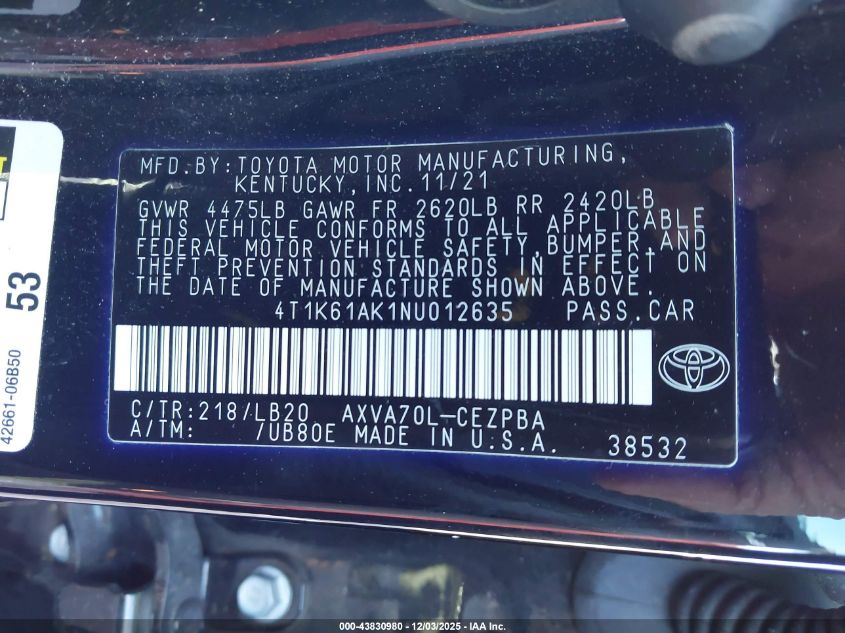 MFD.BY:TOYOTA MOTOR MANUFACTURING,
KENTUCKY,INC.11/21
GVWR 4475LB GAWR FR 2620LB RR 2420LB
THIS VEHICLE CONFORMS TO ALL APPLICABLE
FEDERAL MOTOR VEHICLE SAFETY,BUMPER,AND
THEFT PREVENTION STANDARDS IN EFFECT ON
THE DATE OF MANUFACTURE SHOWN ABOVE.
4T1K61AK1NU012635 PASS.CAR
C/TR:218/LB20 AXVA70L-CEZPBA
A/TM: /UB80E MADE IN U.S.A. 38532
53
42661-06B50
000-43830980 - 12/03/2025 - IAA Inc.